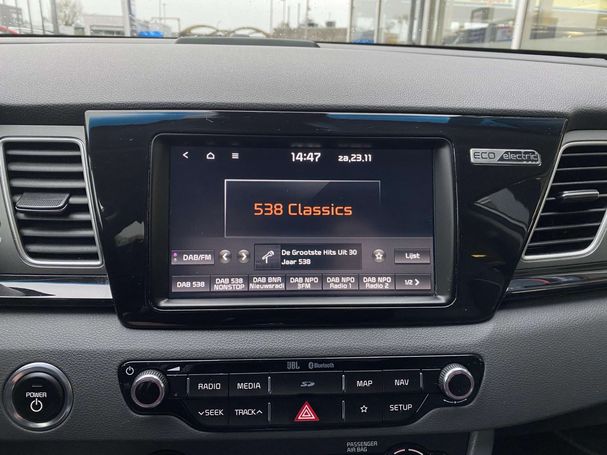 14:47 za,23.11
ECO electric
538 Classics
DAB/FM De Grootste Hits Uit 30 Lijst
Jaar 538
DAB 538 DAB 538 DAB BNR DAB NPO DAB NPO DAB NPO 1/2
NONSTOP Nieuwsradi 3FM Radio 1 Radio 2
JBL Bluetooth
POWER
RADIO MEDIA SD MAP NAV
SEEK TRACK SETUP
PASSENGER
AIR BAG